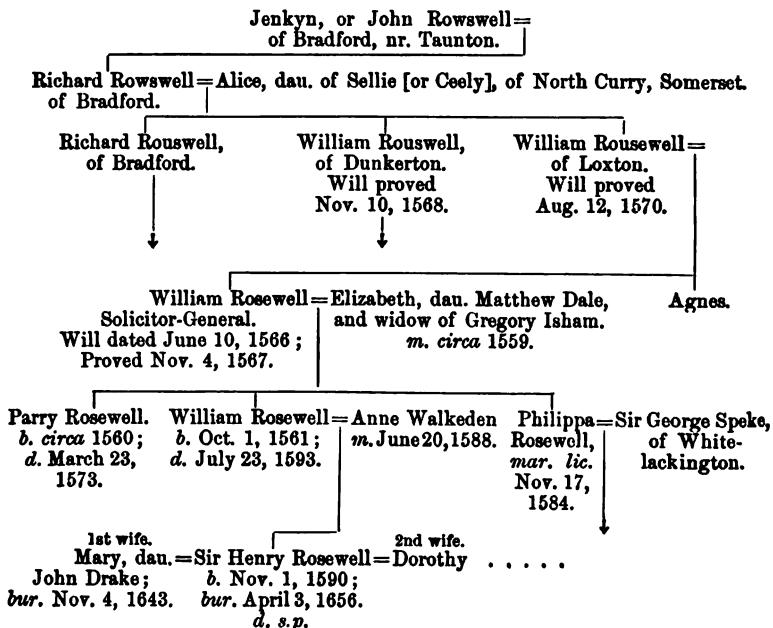 Jenkyn, or John Rowswell=
of Bradford, nr. Taunton.
Richard Rowswell=Alice, dau. of Sellie [or Ceely], of North Curry, Somerset.
of Bradford.
Richard Rouswell,
of Bradford.
William Rouswell,
of Dunkerton.
Will proved
Nov. 10, 1568.
William Rousewell=
of Loxton.
Will proved
Aug. 12, 1570.
William Rosewell=Elizabeth, dau. Matthew Dale,
Solicitor-General.
Will dated June 10, 1566;
Proved Nov. 4, 1567.
and widow of Gregory Isham.
m. circa 1559.
Agnes.
Parry Rosewell.
b. circa 1560;
d. March 23,
1573.
William Rosewell=Anne Walkeden
b. Oct. 1, 1561;
d. July 23, 1593.
m. June 20, 1588.
Philippa=Sir George Speke,
Rosewell,
mar. lic.
Nov. 17,
1584.
of White-
lackington.
1st wife.
2nd wife.
Mary, dau.=Sir Henry Rosewell=Dorothy . . . . .
John Drake;
bur. Nov. 4, 1643.
b. Nov. 1, 1590;
bur. April 3, 1656.
d. s.p.